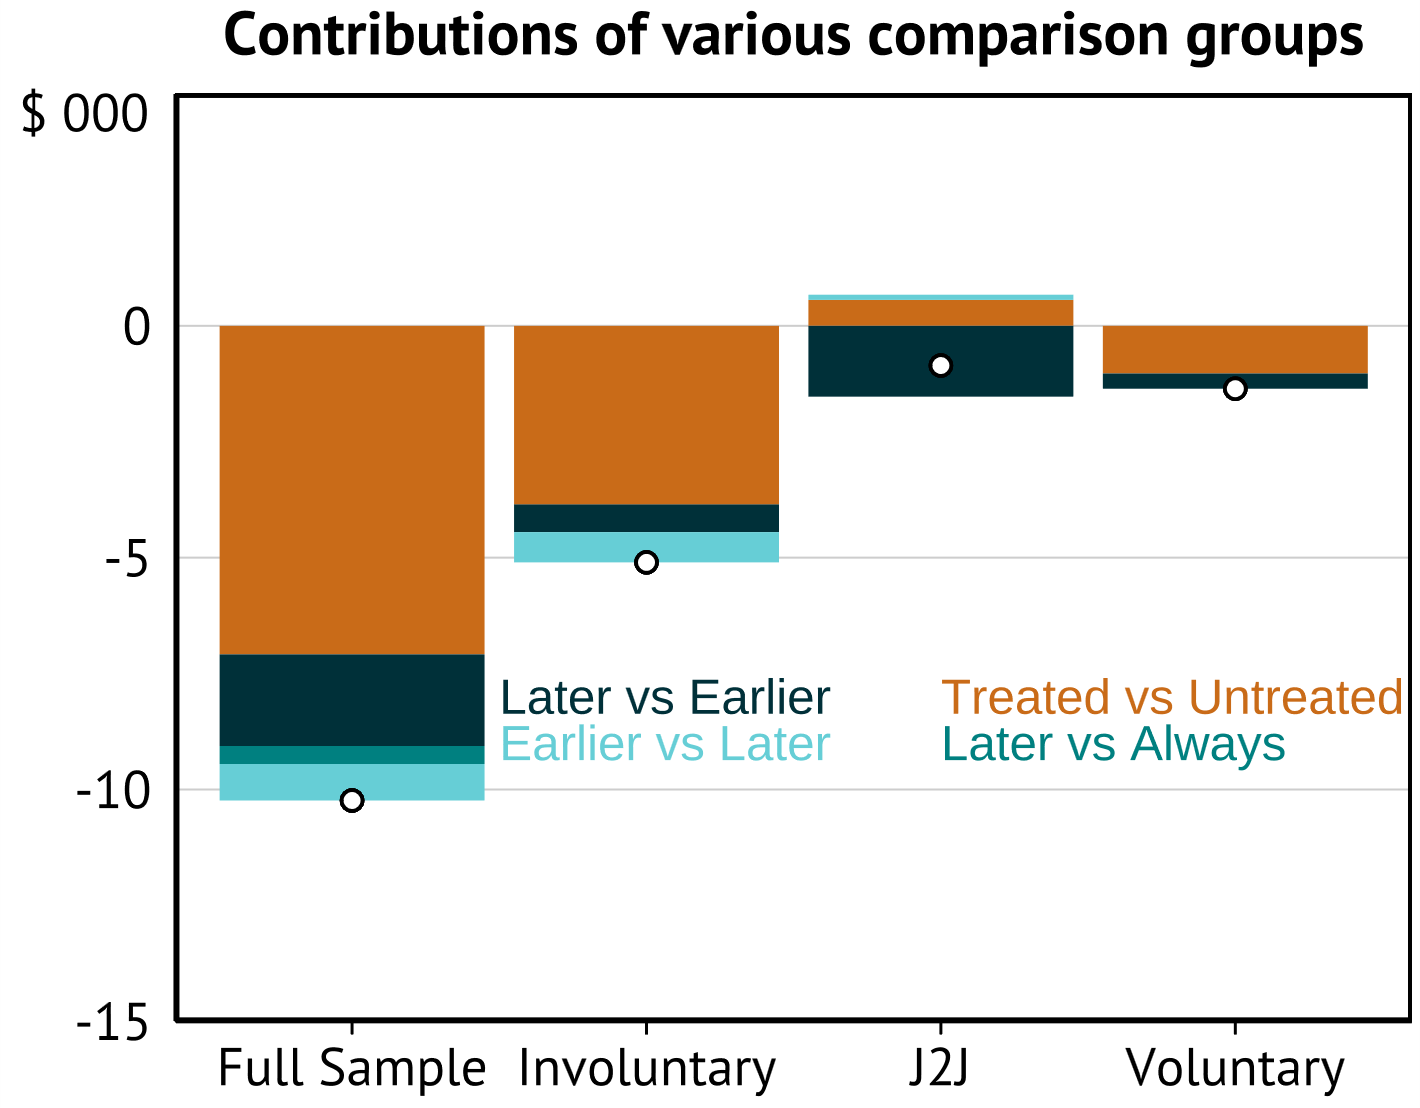 Contributions of various comparison groups
$ 000
0
-5
Later vs Earlier
Treated vs Untreated
Earlier vs Later
Later vs Always
-10
-15
Full Sample
Involuntary
J2J
Voluntary